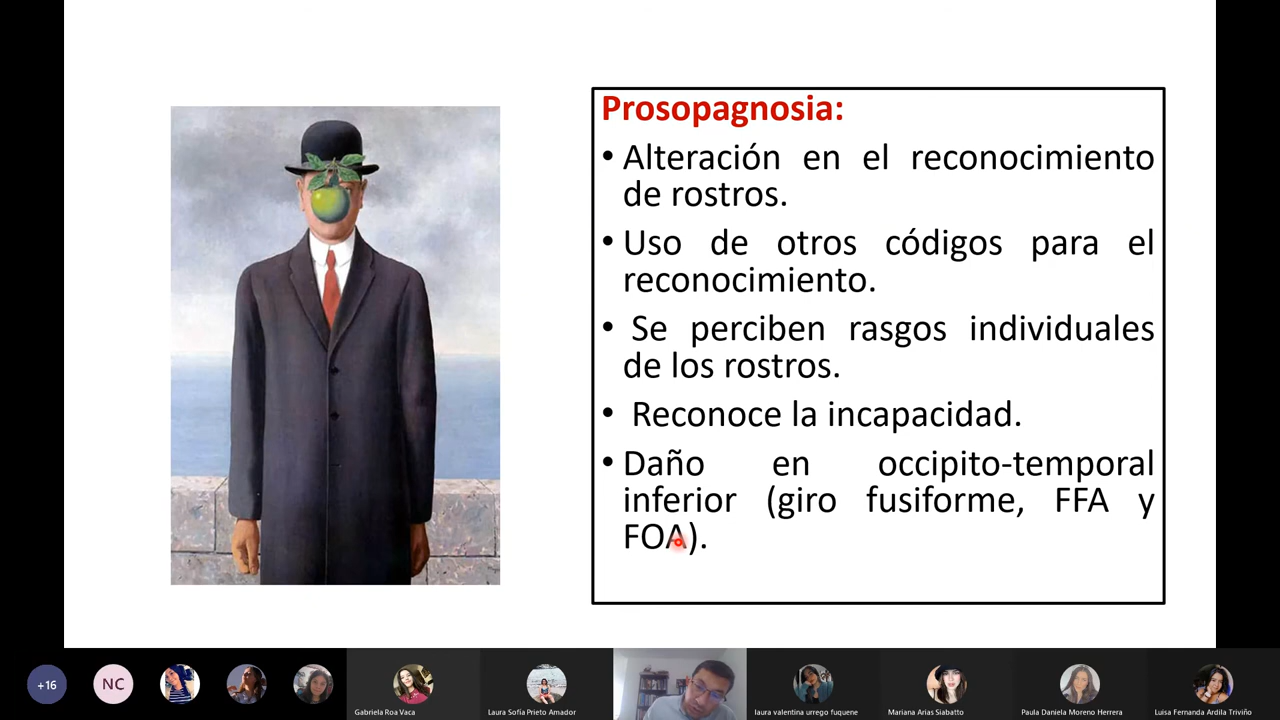 Prosopagnosia:
• Alteración en el reconocimiento
de rostros.
• Uso de otros códigos para el
reconocimiento.
• Se perciben rasgos individuales
de los rostros.
• Reconoce la incapacidad.
• Daño en occipito-temporal
inferior (giro fusiforme, FFA y
FOA).
+16
NC
Gabriela Roa Vaca
Laura Sofía Prieto Amador
laura valentina urrego fuquene
Mariana Arias Siabatto
Paula Daniela Moreno Herrera
Luisa Fernanda Ardila Triviño